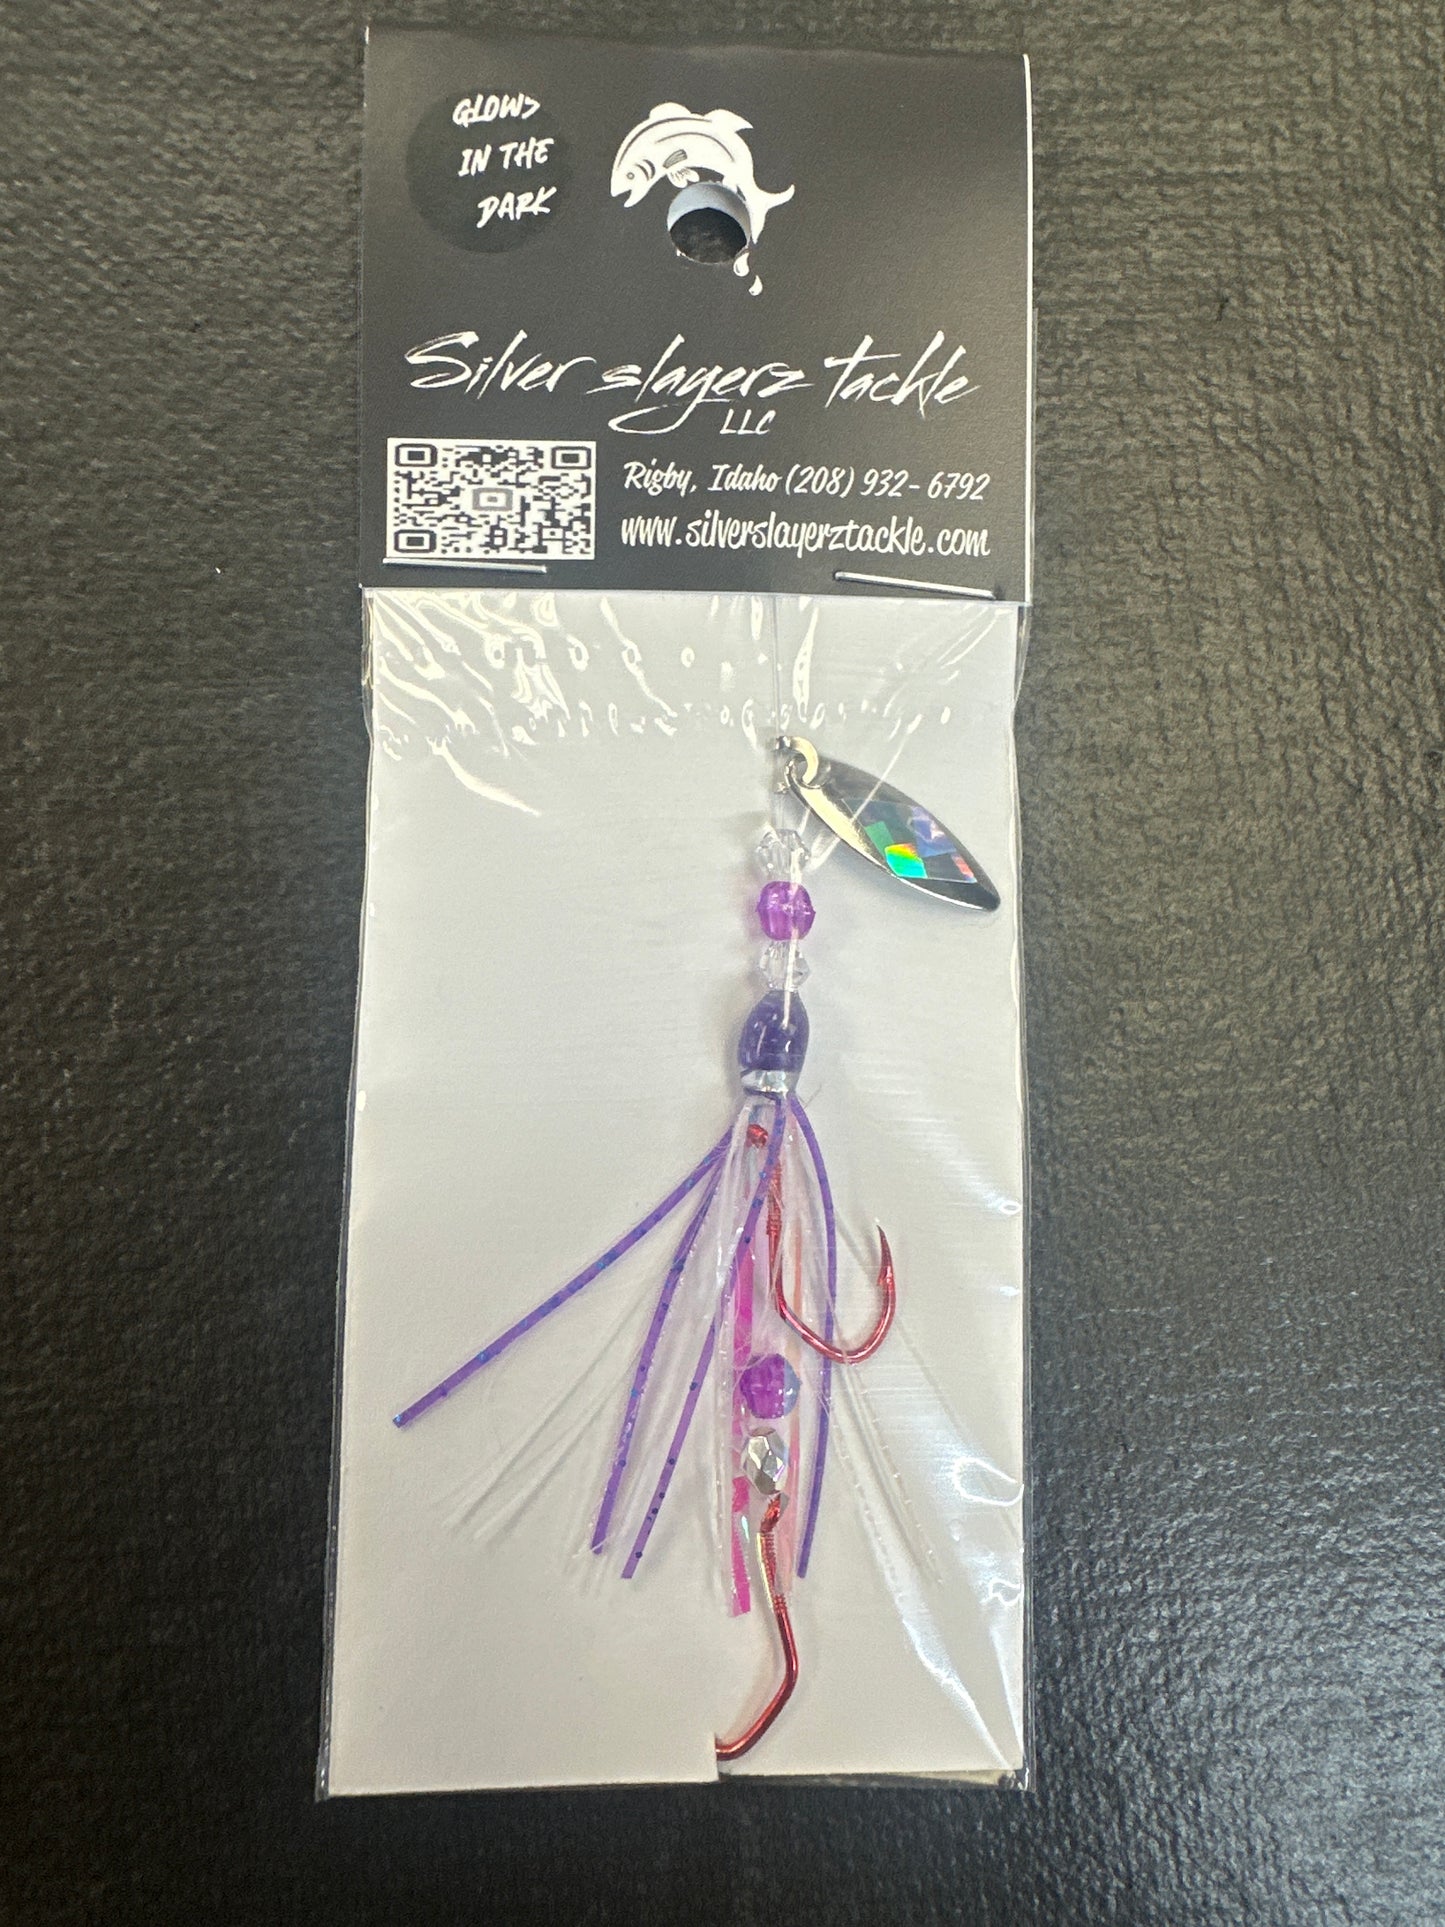 GLOWS
IN THE
DARK
Silver slayerz tackle
LLC
Rigby, Idaho (208) 932- 6792
www.silverslayerztackle.com